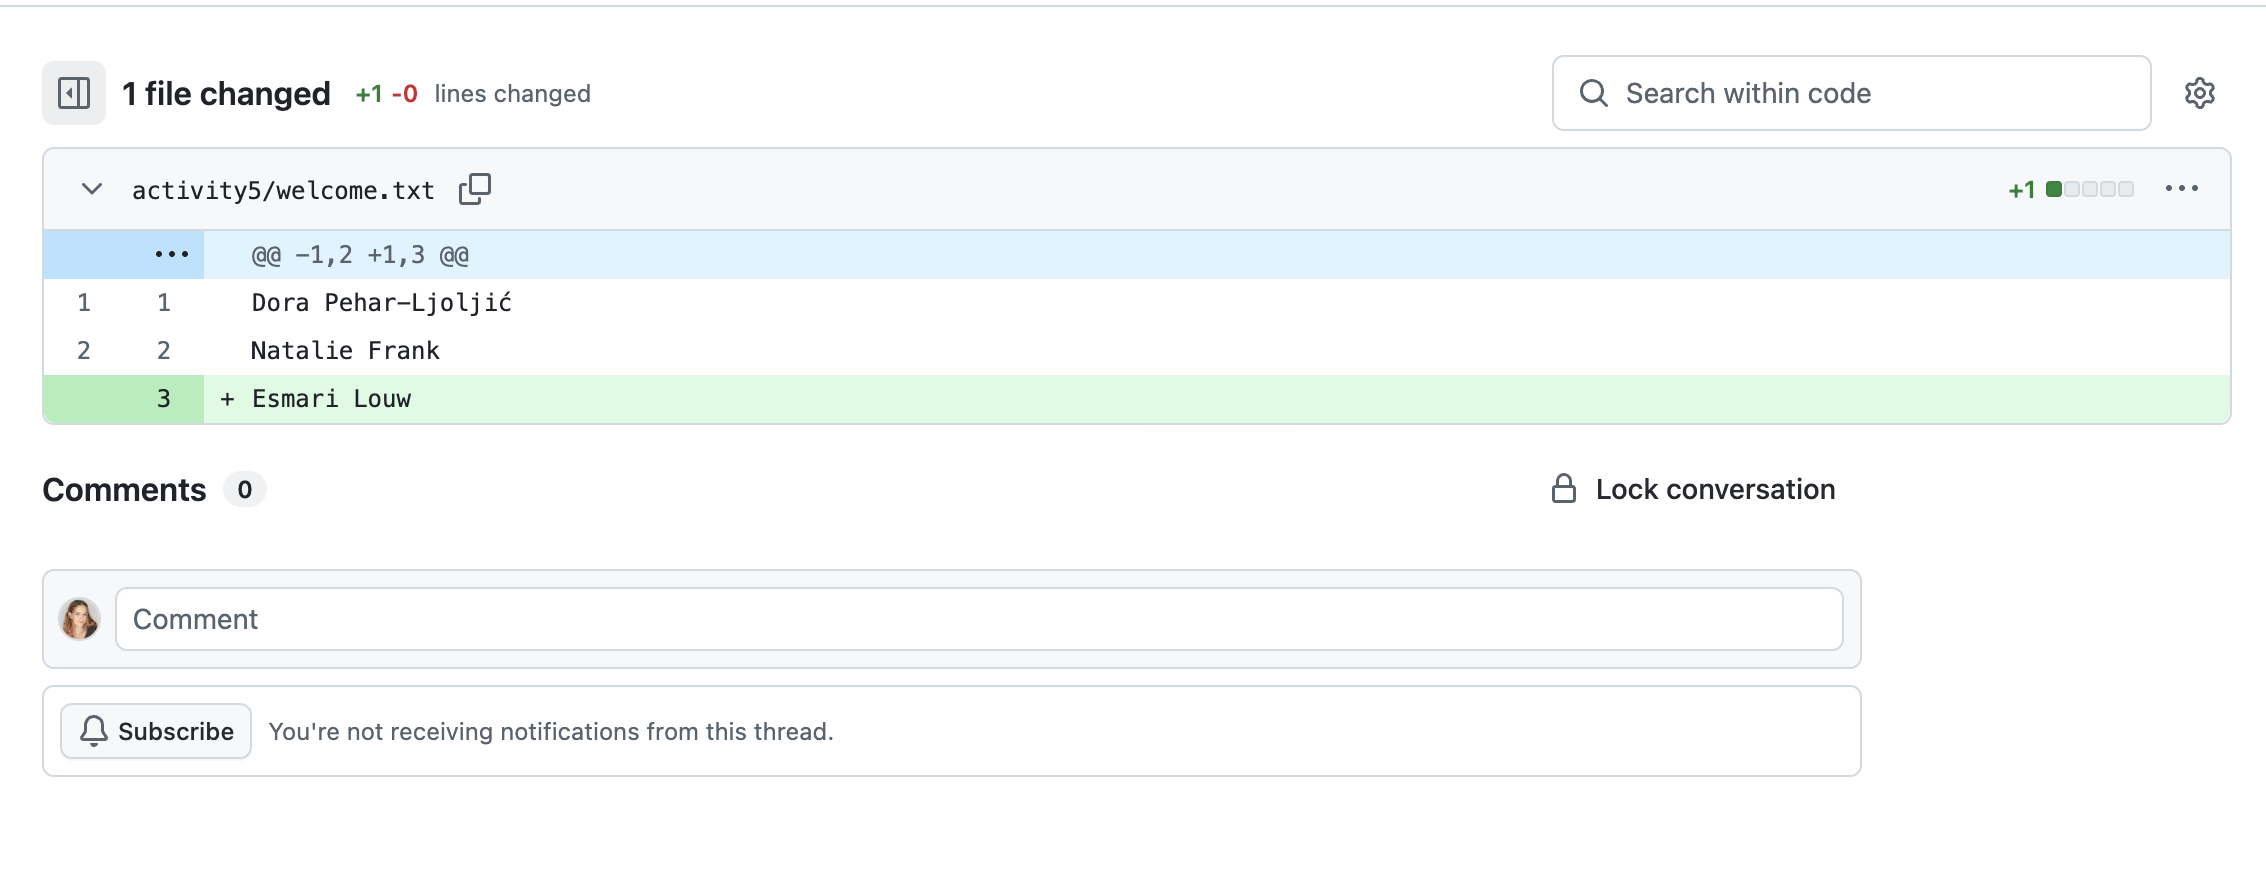 1 file changed +1 -0 lines changed
Search within code
activity5/welcome.txt
+1
@@ -1,2 +1,3 @@
1 1 Dora Pehar-Ljoljić
2 2 Natalie Frank
3 + Esmari Louw
Comments 0
Lock conversation
Comment
Subscribe You're not receiving notifications from this thread.